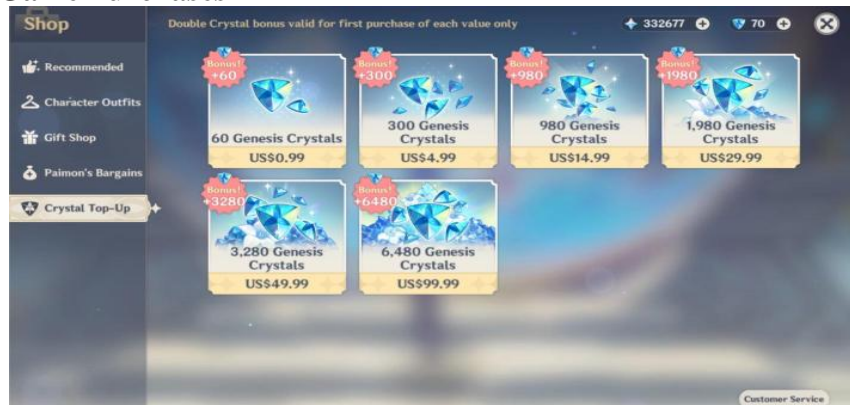 Shop
Double Crystal bonus valid for first purchase of each value only
332677
70
Recommended
Character Outfits
Gift Shop
Paimon's Bargains
Crystal Top-Up
Bonus!
+60
60 Genesis Crystals
US$0.99
Bonus!
+300
300 Genesis
Crystals
US$4.99
Bonus!
+980
980 Genesis
Crystals
US$14.99
Bonus!
+1980
1,980 Genesis
Crystals
US$29.99
Bonus!
+3280
3,280 Genesis
Crystals
US$49.99
Bonus!
+6480
6,480 Genesis
Crystals
US$99.99
Customer Service